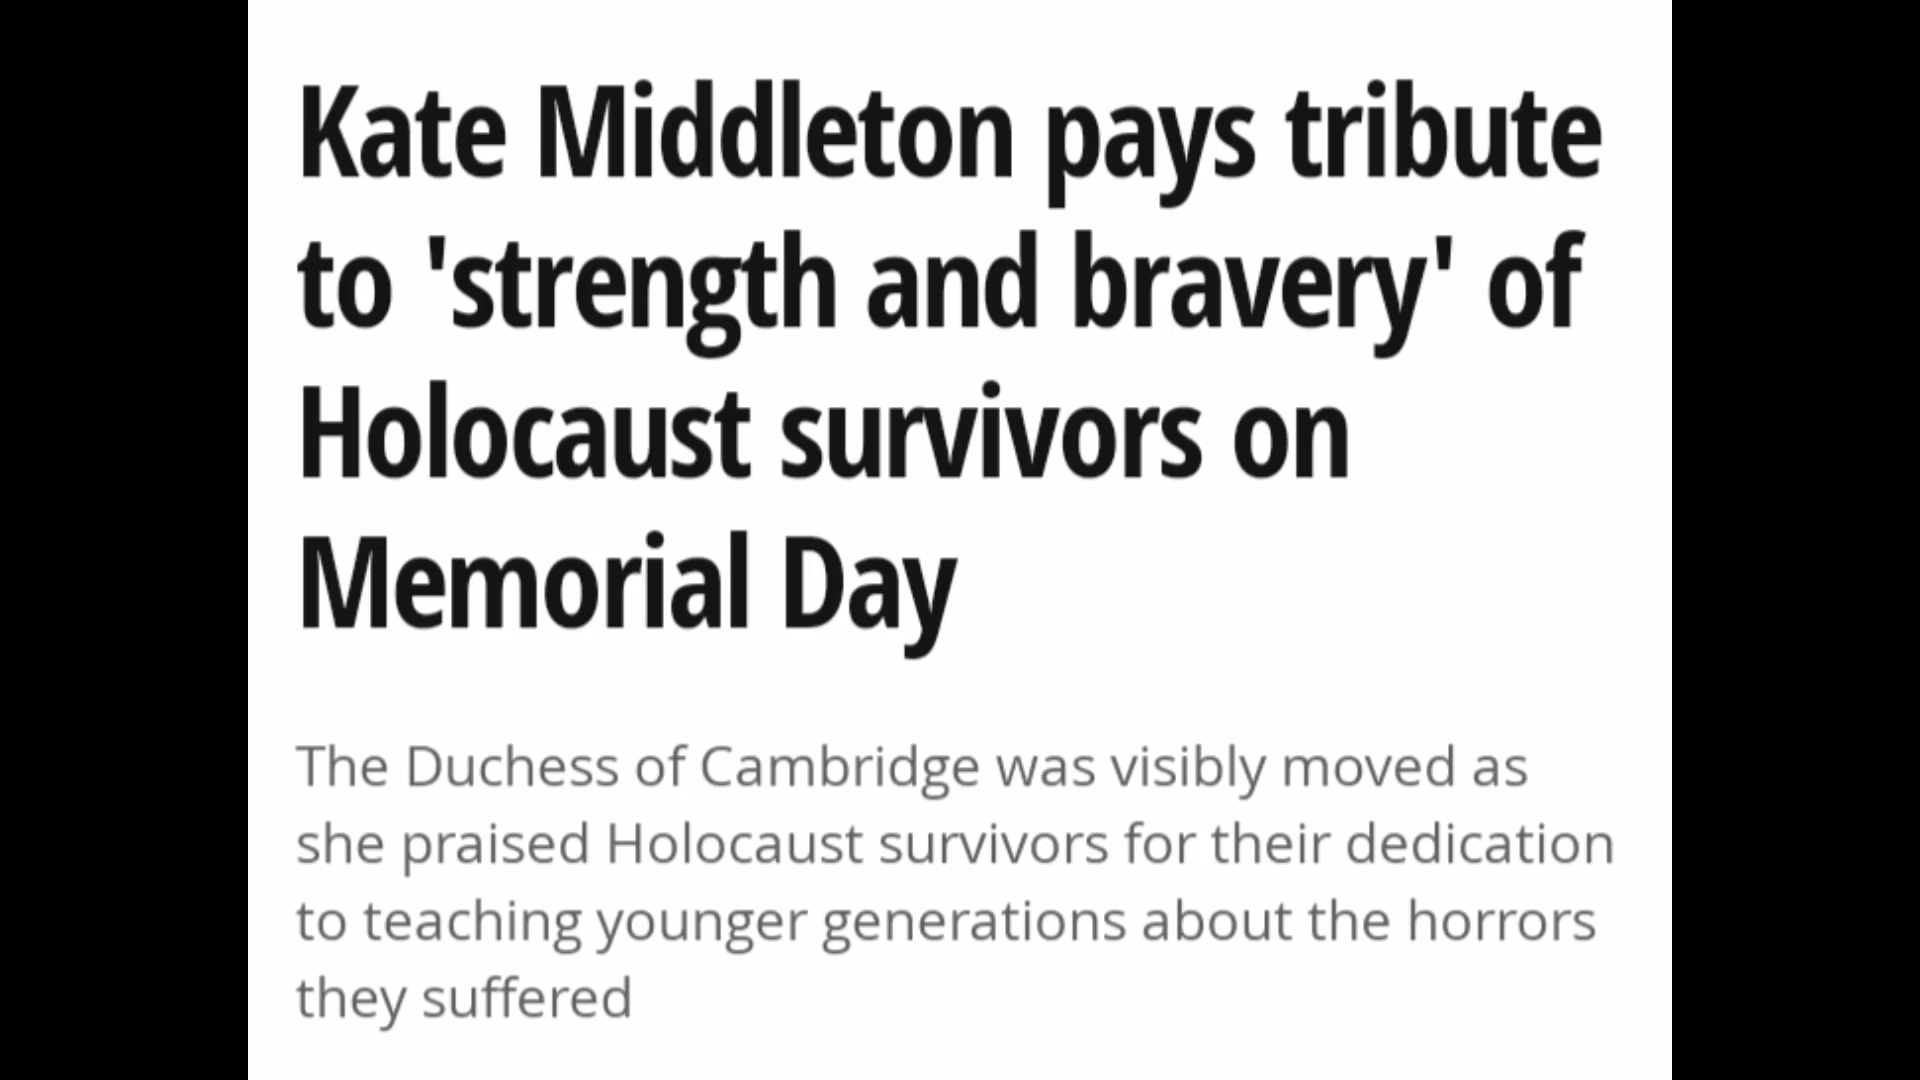 Kate Middleton pays tribute
to 'strength and bravery' of
Holocaust survivors on
Memorial Day
The Duchess of Cambridge was visibly moved as
she praised Holocaust survivors for their dedication
to teaching younger generations about the horrors
they suffered